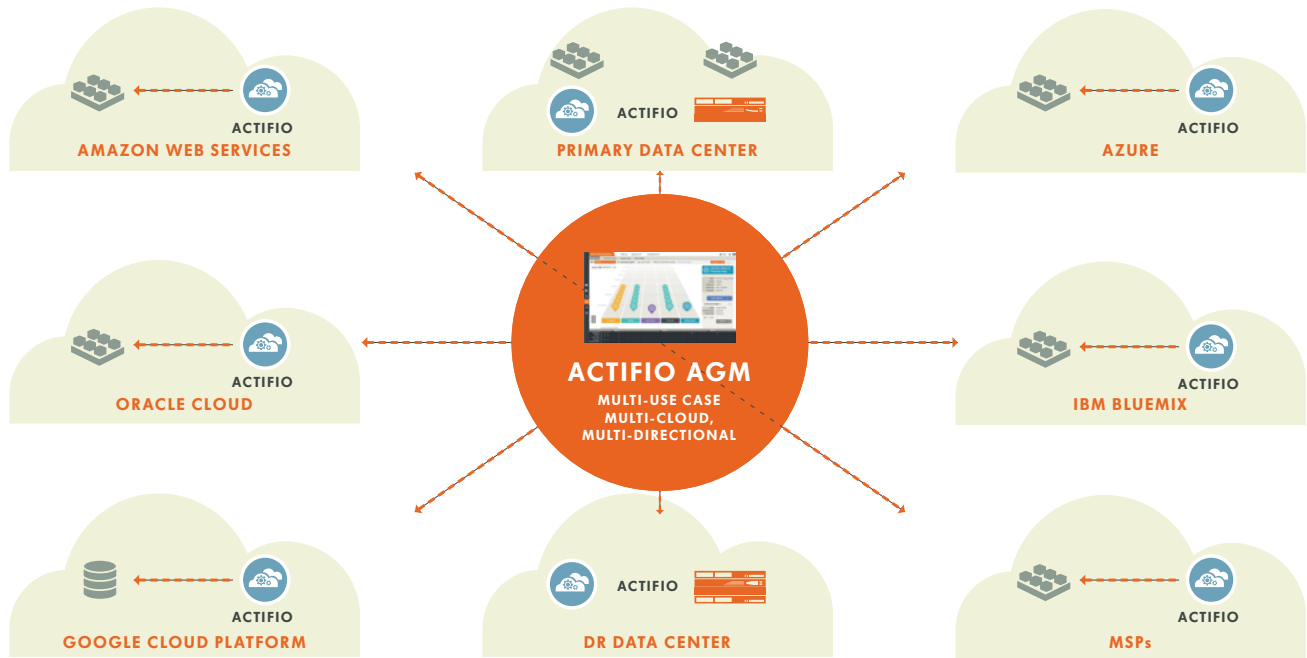 ACTIFIO
AMAZON WEB SERVICES
ACTIFIO
PRIMARY DATA CENTER
ACTIFIO
AZURE
ACTIFIO
ORACLE CLOUD
ACTIFIO AGM
MULTI-USE CASE
MULTI-CLOUD,
MULTI-DIRECTIONAL
ACTIFIO
IBM BLUEMIX
ACTIFIO
GOOGLE CLOUD PLATFORM
ACTIFIO
DR DATA CENTER
ACTIFIO
MSPs